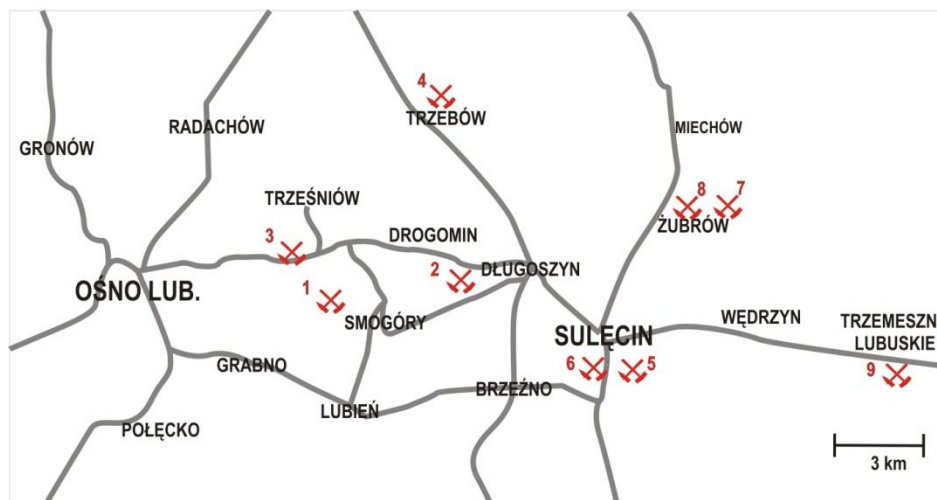 4
TRZEBÓW
RADACHÓW
MIECHÓW
GRONÓW
8
7
TRZEŚNIÓW
ŻUBRÓW
3
DROGOMIN
2
DŁUGOSZYN
OŚNO LUB.
1
SMOGÓRY
WĘDRZYN
TRZEMESZN
LUBUSKIE
SULĘCIN
GRABNO
6
5
9
BRZEŹNO
LUBIEŃ
POŁĘCKO
3 km